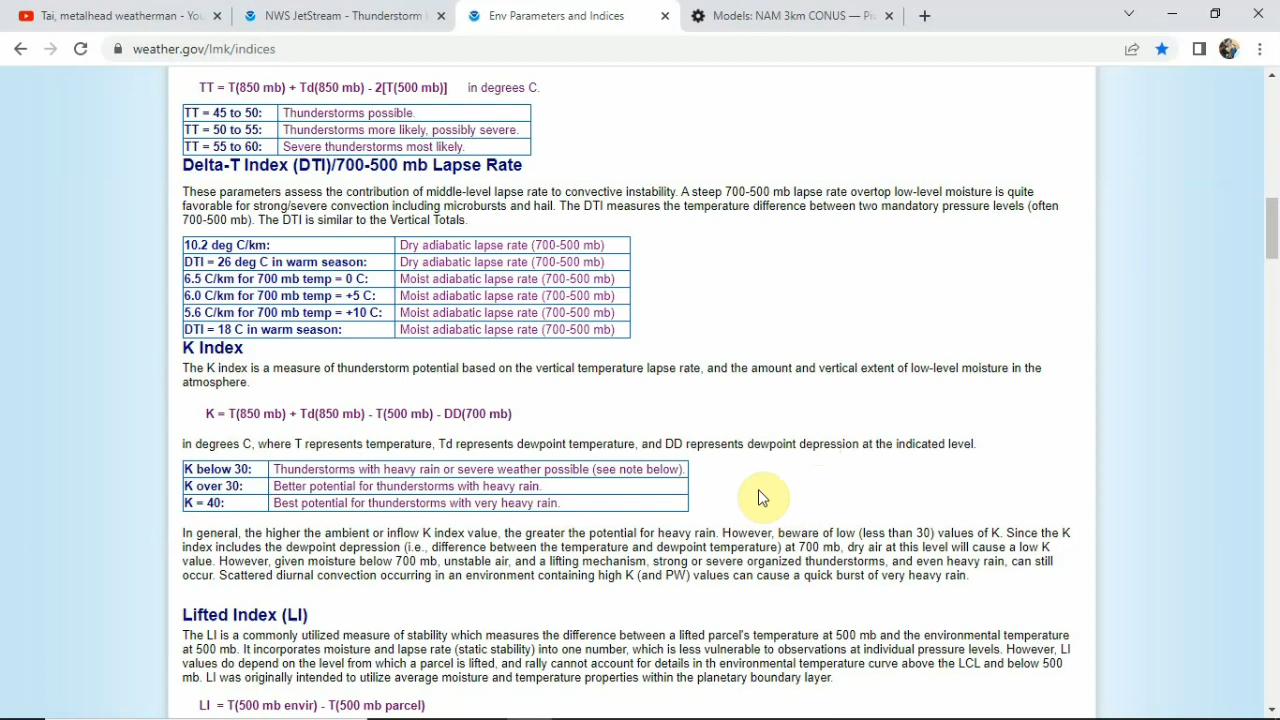 Tai, metalhead weatherman - You
NWS JetStream - Thunderstorm
Env Parameters and Indices
Models: NAM 3km CONUS — Pi
weather.gov/lmk/indices
TT = T(850 mb) + Td(850 mb) - 2[T(500 mb)] in degrees C.
TT = 45 to 50: Thunderstorms possible.
TT = 50 to 55: Thunderstorms more likely, possibly severe.
TT = 55 to 60: Severe thunderstorms most likely.
Delta-T Index (DTI)/700-500 mb Lapse Rate
These parameters assess the contribution of middle-level lapse rate to convective instability. A steep 700-500 mb lapse rate overtop low-level moisture is quite
favorable for strong/severe convection including microbursts and hail. The DTI measures the temperature difference between two mandatory pressure levels (often
700-500 mb). The DTI is similar to the Vertical Totals.
10.2 deg C/km: Dry adiabatic lapse rate (700-500 mb)
DTI = 26 deg C in warm season: Dry adiabatic lapse rate (700-500 mb)
6.5 C/km for 700 mb temp = 0 C: Moist adiabatic lapse rate (700-500 mb)
6.0 C/km for 700 mb temp = +5 C: Moist adiabatic lapse rate (700-500 mb)
5.6 C/km for 700 mb temp = +10 C: Moist adiabatic lapse rate (700-500 mb)
DTI = 18 C in warm season: Moist adiabatic lapse rate (700-500 mb)
K Index
The K index is a measure of thunderstorm potential based on the vertical temperature lapse rate, and the amount and vertical extent of low-level moisture in the
atmosphere.
K = T(850 mb) + Td(850 mb) - T(500 mb) - DD(700 mb)
in degrees C, where T represents temperature, Td represents dewpoint temperature, and DD represents dewpoint depression at the indicated level.
K below 30: Thunderstorms with heavy rain or severe weather possible (see note below).
K over 30: Better potential for thunderstorms with heavy rain.
K = 40: Best potential for thunderstorms with very heavy rain.
In general, the higher the ambient or inflow K index value, the greater the potential for heavy rain. However, beware of low (less than 30) values of K. Since the K
index includes the dewpoint depression (i.e., difference between the temperature and dewpoint temperature) at 700 mb, dry air at this level will cause a low K
value. However, given moisture below 700 mb, unstable air, and a lifting mechanism, strong or severe organized thunderstorms, and even heavy rain, can still
occur. Scattered diurnal convection occurring in an environment containing high K (and PW) values can cause a quick burst of very heavy rain.
Lifted Index (LI)
The LI is a commonly utilized measure of stability which measures the difference between a lifted parcel's temperature at 500 mb and the environmental temperature
at 500 mb. It incorporates moisture and lapse rate (static stability) into one number, which is less vulnerable to observations at individual pressure levels. However, LI
values do depend on the level from which a parcel is lifted, and rally cannot account for details in th environmental temperature curve above the LCL and below 500
mb. LI was originally intended to utilize average moisture and temperature properties within the planetary boundary layer.
LI = T(500 mb envir) - T(500 mb parcel)